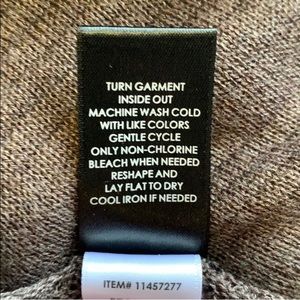 TURN GARMENT
INSIDE OUT
MACHINE WASH COLD
WITH LIKE COLORS
GENTLE CYCLE
ONLY NON-CHLORINE
BLEACH WHEN NEEDED
RESHAPE AND
LAY FLAT TO DRY
COOL IRON IF NEEDED
ITEM# 11457277